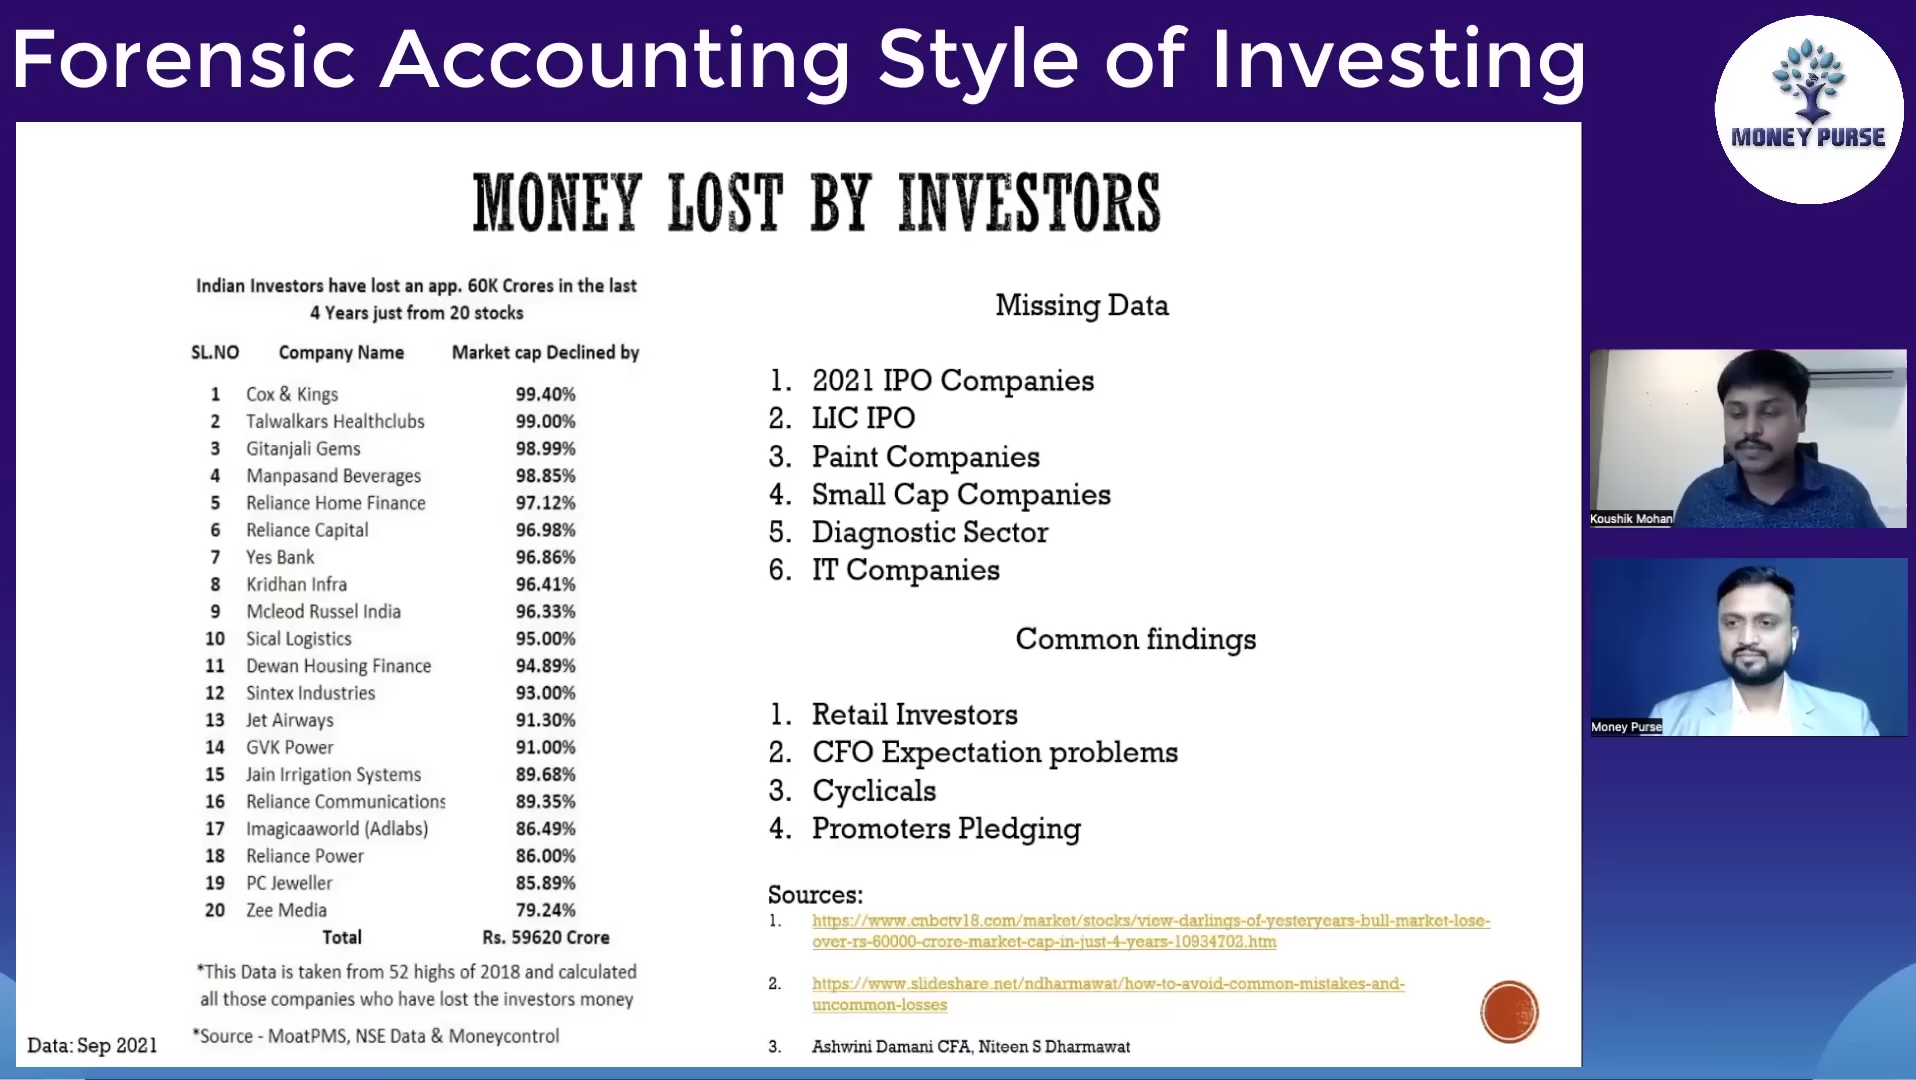 Forensic Accounting Style of Investing
MONEY PURSE
MONEY LOST BY INVESTORS
Indian Investors have lost an app. 60K Crores in the last
4 Years just from 20 stocks
SL.NO Company Name Market cap Declined by
1 Cox & Kings 99.40%
2 Talwalkars Healthclubs 99.00%
3 Gitanjali Gems 98.99%
4 Manpasand Beverages 98.85%
5 Reliance Home Finance 97.12%
6 Reliance Capital 96.98%
7 Yes Bank 96.86%
8 Kridhan Infra 96.41%
9 Mcleod Russel India 96.33%
10 Sical Logistics 95.00%
11 Dewan Housing Finance 94.89%
12 Sintex Industries 93.00%
13 Jet Airways 91.30%
14 GVK Power 91.00%
15 Jain Irrigation Systems 89.68%
16 Reliance Communications 89.35%
17 Imagicaaworld (Adlabs) 86.49%
18 Reliance Power 86.00%
19 PC Jeweller 85.89%
20 Zee Media 79.24%
Total Rs. 59620 Crore
*This Data is taken from 52 highs of 2018 and calculated
all those companies who have lost the investors money
*Source - MoatPMS, NSE Data & Moneycontrol
Data: Sep 2021
Missing Data
1. 2021 IPO Companies
2. LIC IPO
3. Paint Companies
4. Small Cap Companies
5. Diagnostic Sector
6. IT Companies
Common findings
1. Retail Investors
2. CFO Expectation problems
3. Cyclicals
4. Promoters Pledging
Sources:
1. https://www.cnbctv18.com/market/stocks/view-darlings-of-yesteryears-bull-market-lose-
over-rs-60000-crore-market-cap-in-just-4-years-10934702.htm
2. https://www.slideshare.net/ndharmawat/how-to-avoid-common-mistakes-and-
uncommon-losses
3. Ashwini Damani CFA, Niteen S Dharmawat
Koushik Mohan
Money Purse